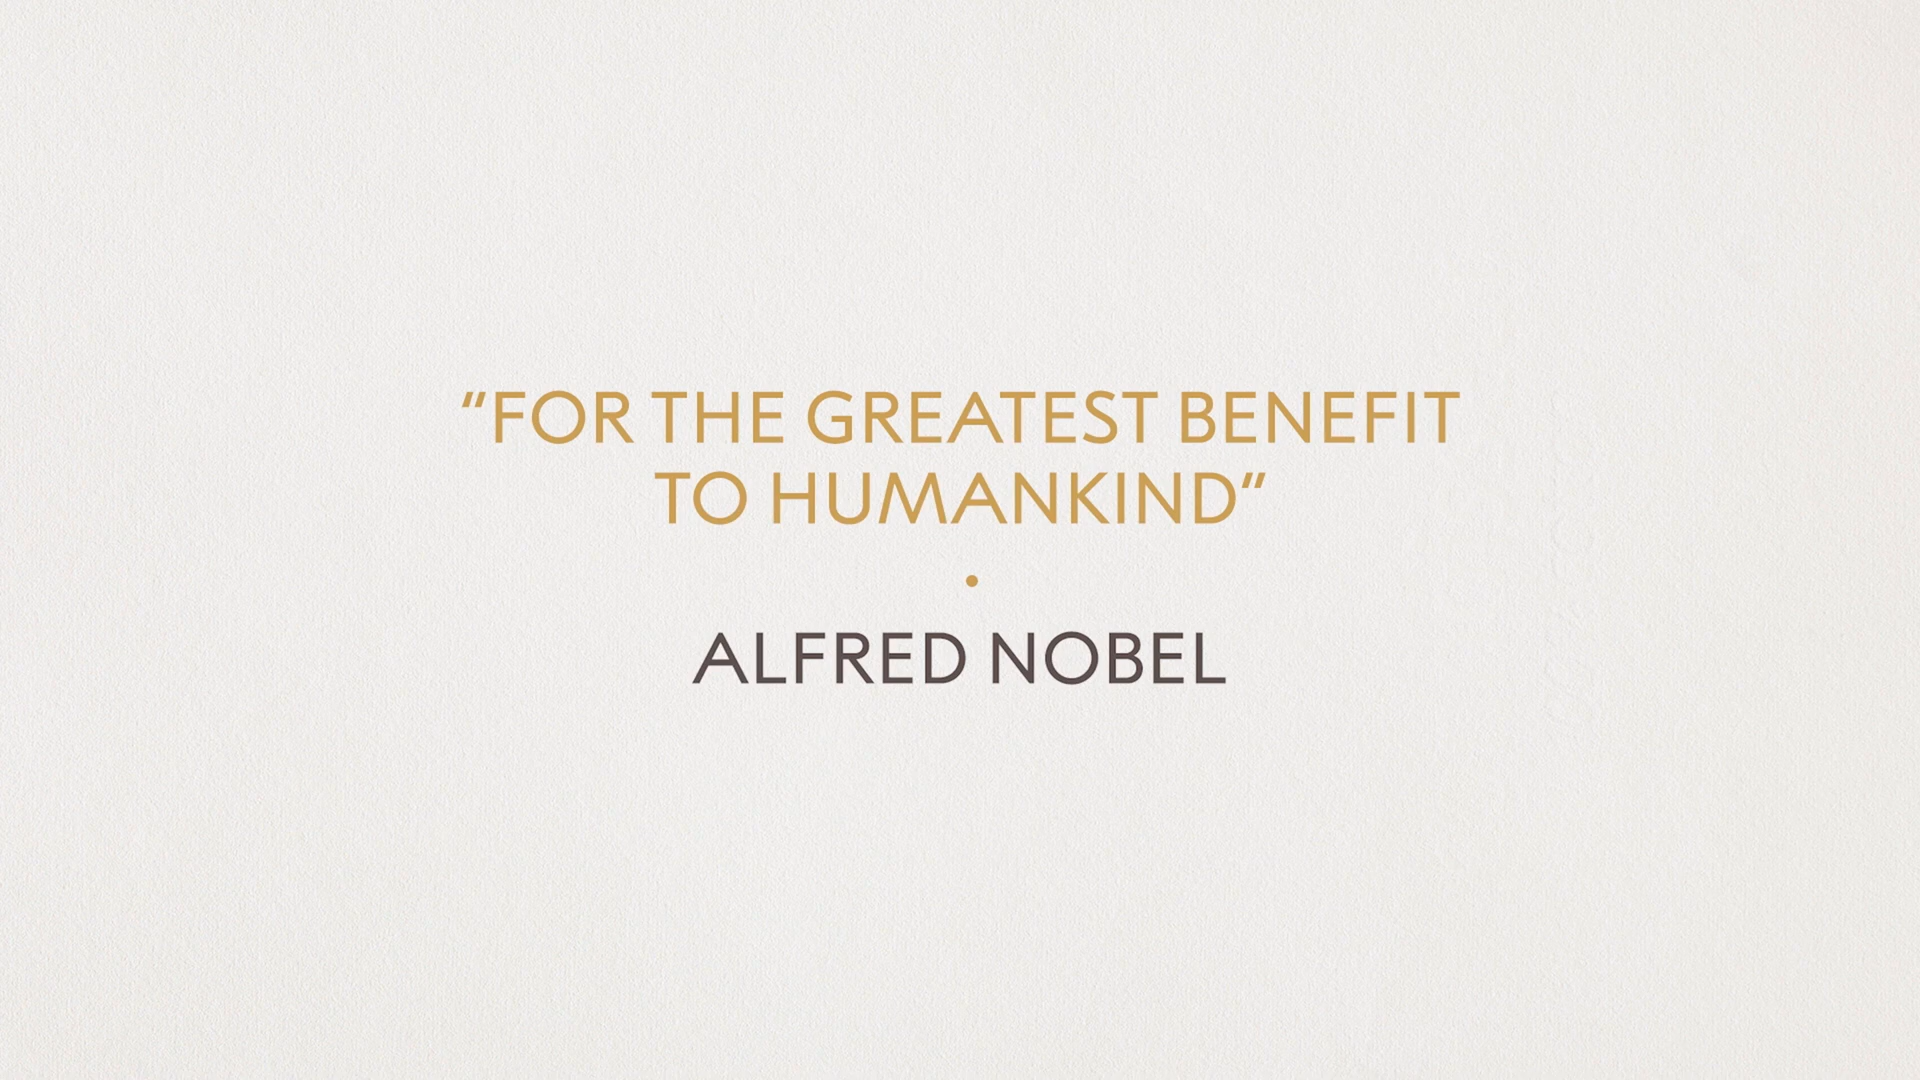 “FOR THE GREATEST BENEFIT
TO HUMANKIND“
•
ALFRED NOBEL